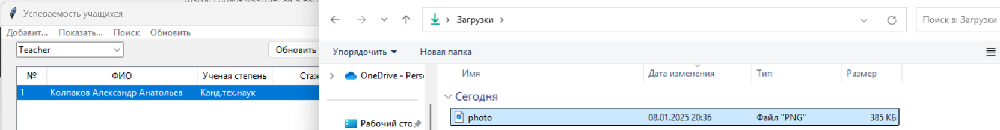 Успеваемость учащихся
Добавит... Показать... Поиск Обновить
Teacher
Обновить
№ ФИО Ученая степень Стаж
1 Колпаков Александр Анатольев Канд.тех.наук
Загрузки
Поиск в: Загрузки
Упорядочить Новая папка
OneDrive - Pers
Рабочий сто
Имя Дата изменения Тип Размер
Сегодня
photo 08.01.2025 20:36 Файл "PNG" 385 КБ